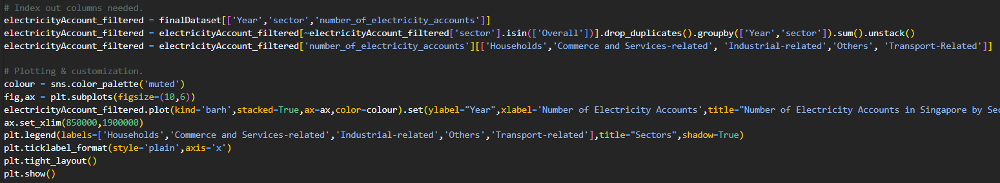 # Index out columns needed.
electricityAccount_filtered = finalDataset[['Year','sector','number_of_electricity_accounts']]
electricityAccount_filtered = electricityAccount_filtered[~electricityAccount_filtered['sector'].isin(['Overall'])].drop_duplicates().groupby(['Year','sector']).sum().unstack()
electricityAccount_filtered = electricityAccount_filtered['number_of_electricity_accounts'][['Households','Commerce and Services-related', 'Industrial-related','Others', 'Transport-Related']]
# Plotting & customization.
colour = sns.color_palette('muted')
fig,ax = plt.subplots(figsize=(10,6))
electricityAccount_filtered.plot(kind='barh',stacked=True,ax=ax,color=colour).set(ylabel="Year",xlabel='Number of Electricity Accounts',title="Number of Electricity Accounts in Singapore by Sec
ax.set_xlim(850000,1900000)
plt.legend(labels=['Households','Commerce and Services-related','Industrial-related','Others','Transport-related'],title="Sectors",shadow=True)
plt.ticklabel_format(style='plain',axis='x')
plt.tight_layout()
plt.show()